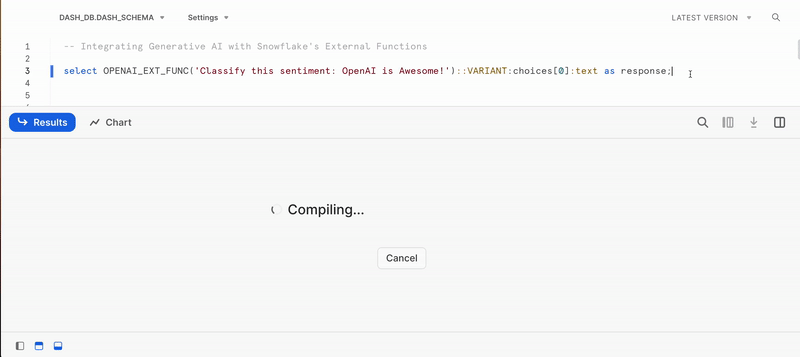 DASH_DB.DASH_SCHEMA Settings LATEST VERSION
1 -- Integrating Generative AI with Snowflake's External Functions
2
3 select OPENAI_EXT_FUNC('Classify this sentiment: OpenAI is Awesome!')::VARIANT:choices[0]:text as response;
4
5
Results Chart
Compiling...
Cancel